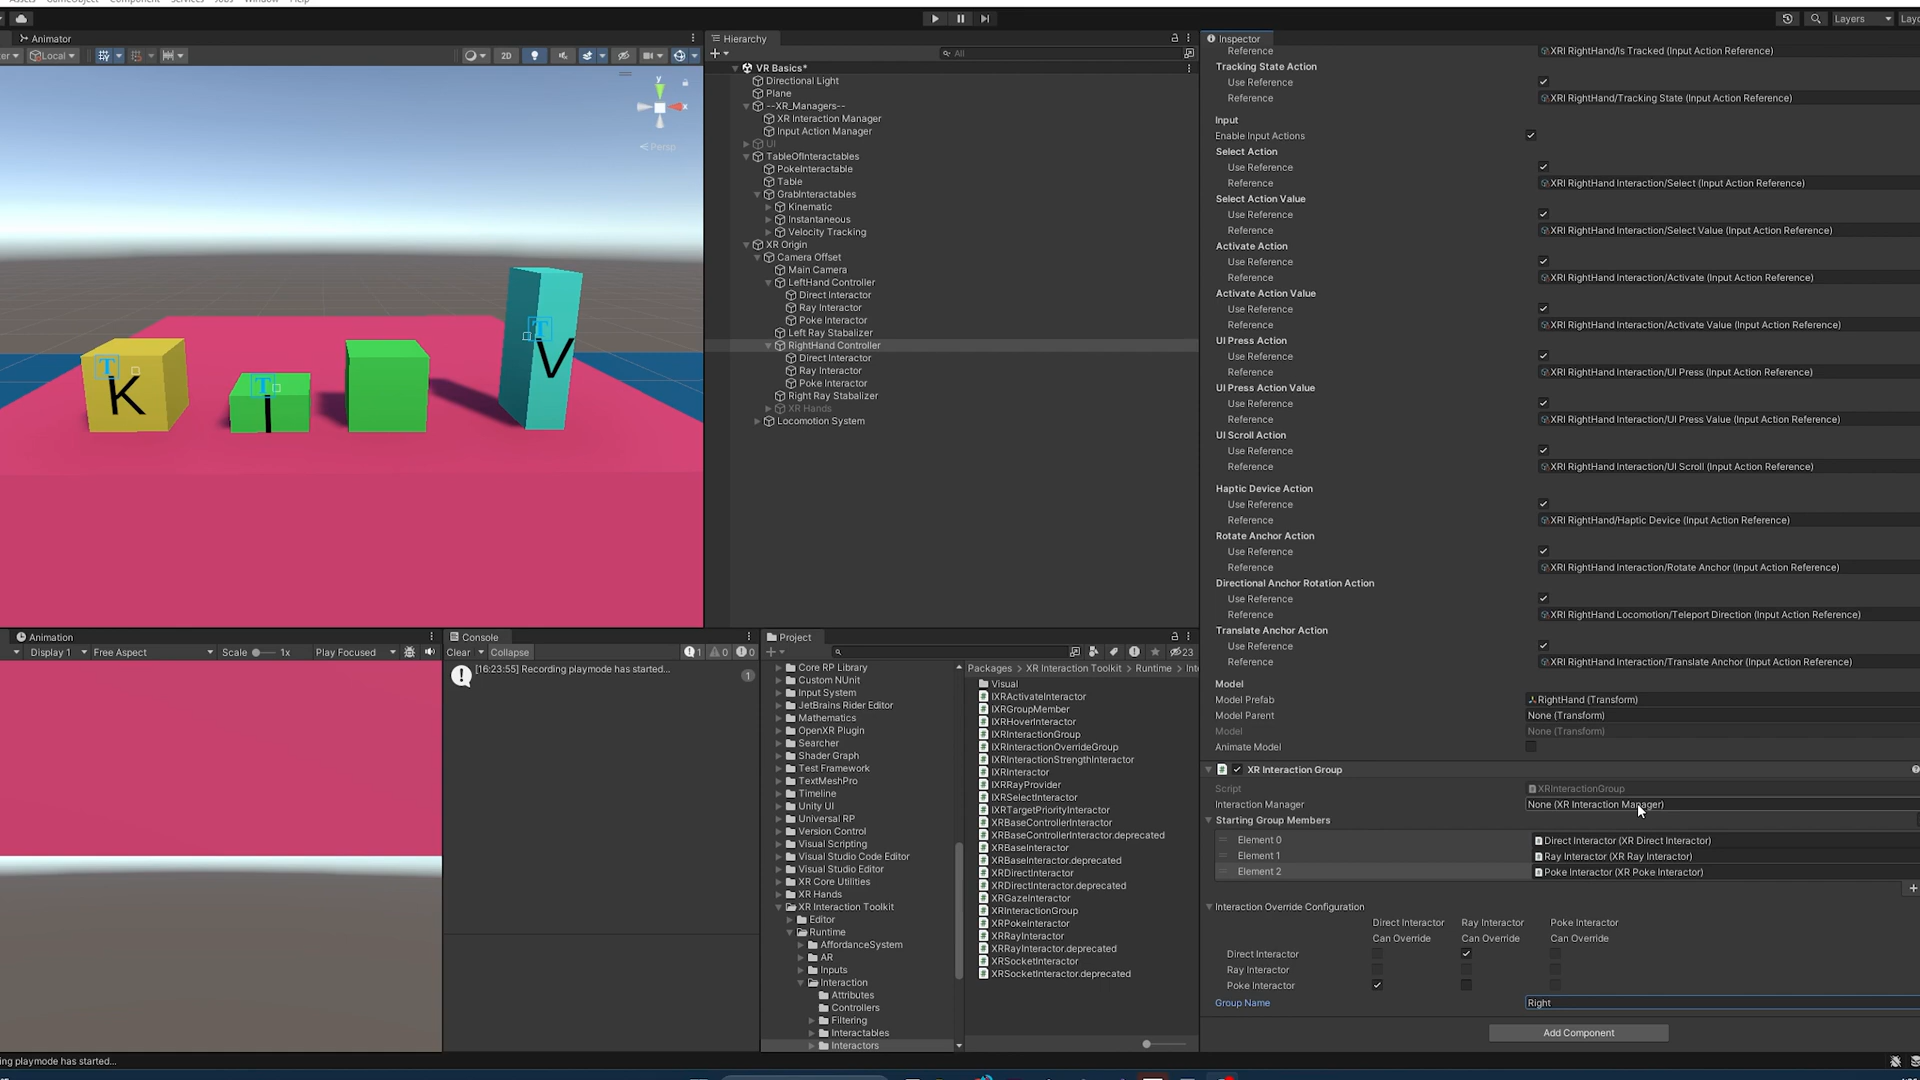 Assets GameObject Component Services Jobs Window Help
Layers
Animator
Local
2D
Persp
K
T
T
T
V
Hierarchy
All
VR Basics*
Directional Light
Plane
--XR_Managers--
XR Interaction Manager
Input Action Manager
UI
TableOfInteractables
PokeInteractable
Table
GrabInteractables
Kinematic
Instantaneous
Velocity Tracking
XR Origin
Camera Offset
Main Camera
LeftHand Controller
Direct Interactor
Ray Interactor
Poke Interactor
Left Ray Stabalizer
RightHand Controller
Direct Interactor
Ray Interactor
Poke Interactor
Right Ray Stabalizer
XR Hands
Locomotion System
Inspector
Reference XRI RightHand/Is Tracked (Input Action Reference)
Tracking State Action
Use Reference
Reference XRI RightHand/Tracking State (Input Action Reference)
Input
Enable Input Actions
Select Action
Use Reference
Reference XRI RightHand Interaction/Select (Input Action Reference)
Select Action Value
Use Reference
Reference XRI RightHand Interaction/Select Value (Input Action Reference)
Activate Action
Use Reference
Reference XRI RightHand Interaction/Activate (Input Action Reference)
Activate Action Value
Use Reference
Reference XRI RightHand Interaction/Activate Value (Input Action Reference)
UI Press Action
Use Reference
Reference XRI RightHand Interaction/UI Press (Input Action Reference)
UI Press Action Value
Use Reference
Reference XRI RightHand Interaction/UI Press Value (Input Action Reference)
UI Scroll Action
Use Reference
Reference XRI RightHand Interaction/UI Scroll (Input Action Reference)
Haptic Device Action
Use Reference
Reference XRI RightHand/Haptic Device (Input Action Reference)
Rotate Anchor Action
Use Reference
Reference XRI RightHand Interaction/Rotate Anchor (Input Action Reference)
Directional Anchor Rotation Action
Use Reference
Reference XRI RightHand Locomotion/Teleport Direction (Input Action Reference)
Translate Anchor Action
Use Reference
Reference XRI RightHand Interaction/Translate Anchor (Input Action Reference)
Model
Model Prefab RightHand (Transform)
Model Parent None (Transform)
Model None (Transform)
Animate Model
XR Interaction Group
Script XRInteractionGroup
Interaction Manager None (XR Interaction Manager)
Starting Group Members
Element 0 Direct Interactor (XR Direct Interactor)
Element 1 Ray Interactor (XR Ray Interactor)
Element 2 Poke Interactor (XR Poke Interactor)
Interaction Override Configuration
Direct Interactor Ray Interactor Poke Interactor
Can Override Can Override Can Override
Direct Interactor
Ray Interactor
Poke Interactor
Group Name Right
Add Component
Animation
Display 1 Free Aspect Scale 1x Play Focused
Console
Clear Collapse 1 0 0
[16:23:55] Recording playmode has started...
1
Project
23
Core RP Library
Custom NUnit
Input System
JetBrains Rider Editor
Mathematics
OpenXR Plugin
Searcher
Shader Graph
Test Framework
TextMeshPro
Timeline
Unity UI
Universal RP
Version Control
Visual Scripting
Visual Studio Code Editor
Visual Studio Editor
XR Core Utilities
XR Hands
XR Interaction Toolkit
Editor
Runtime
AffordanceSystem
AR
Inputs
Interaction
Attributes
Controllers
Filtering
Interactables
Interactors
Packages > XR Interaction Toolkit > Runtime > Inte
Visual
IXRActivateInteractor
IXRGroupMember
IXRHoverInteractor
IXRInteractionGroup
IXRInteractionOverrideGroup
IXRInteractionStrengthInteractor
IXRInteractor
IXRRayProvider
IXRSelectInteractor
IXRTargetPriorityInteractor
XRBaseControllerInteractor
XRBaseControllerInteractor.deprecated
XRBaseInteractor
XRBaseInteractor.deprecated
XRDirectInteractor
XRDirectInteractor.deprecated
XRGazeInteractor
XRInteractionGroup
XRPokeInteractor
XRRayInteractor
XRRayInteractor.deprecated
XRSocketInteractor
XRSocketInteractor.deprecated
ing playmode has started...